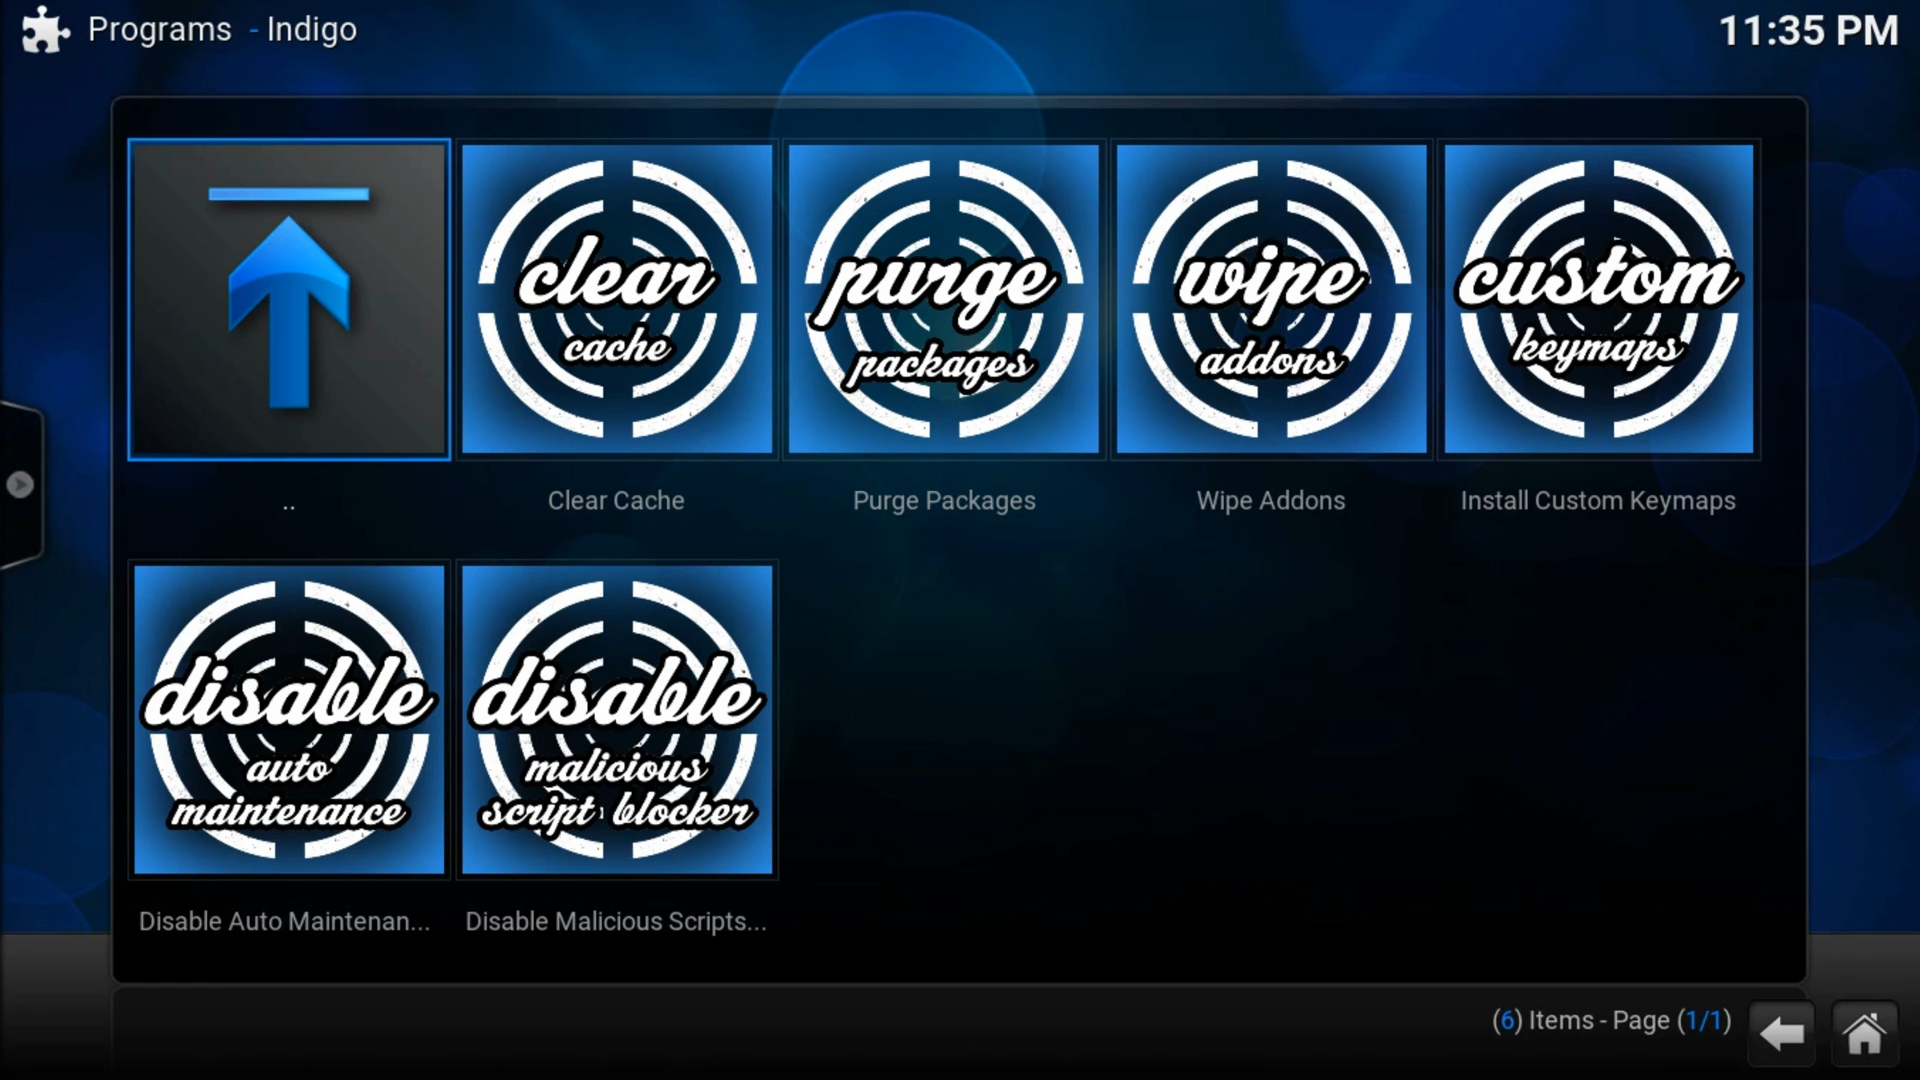 Programs - Indigo
11:35 PM
clear
cache
purge
packages
wipe
addons
custom
keymaps
..
Clear Cache
Purge Packages
Wipe Addons
Install Custom Keymaps
disable
auto
maintenance
disable
malicious
script blocker
Disable Auto Maintenan...
Disable Malicious Scripts...
(6) Items - Page (1/1)